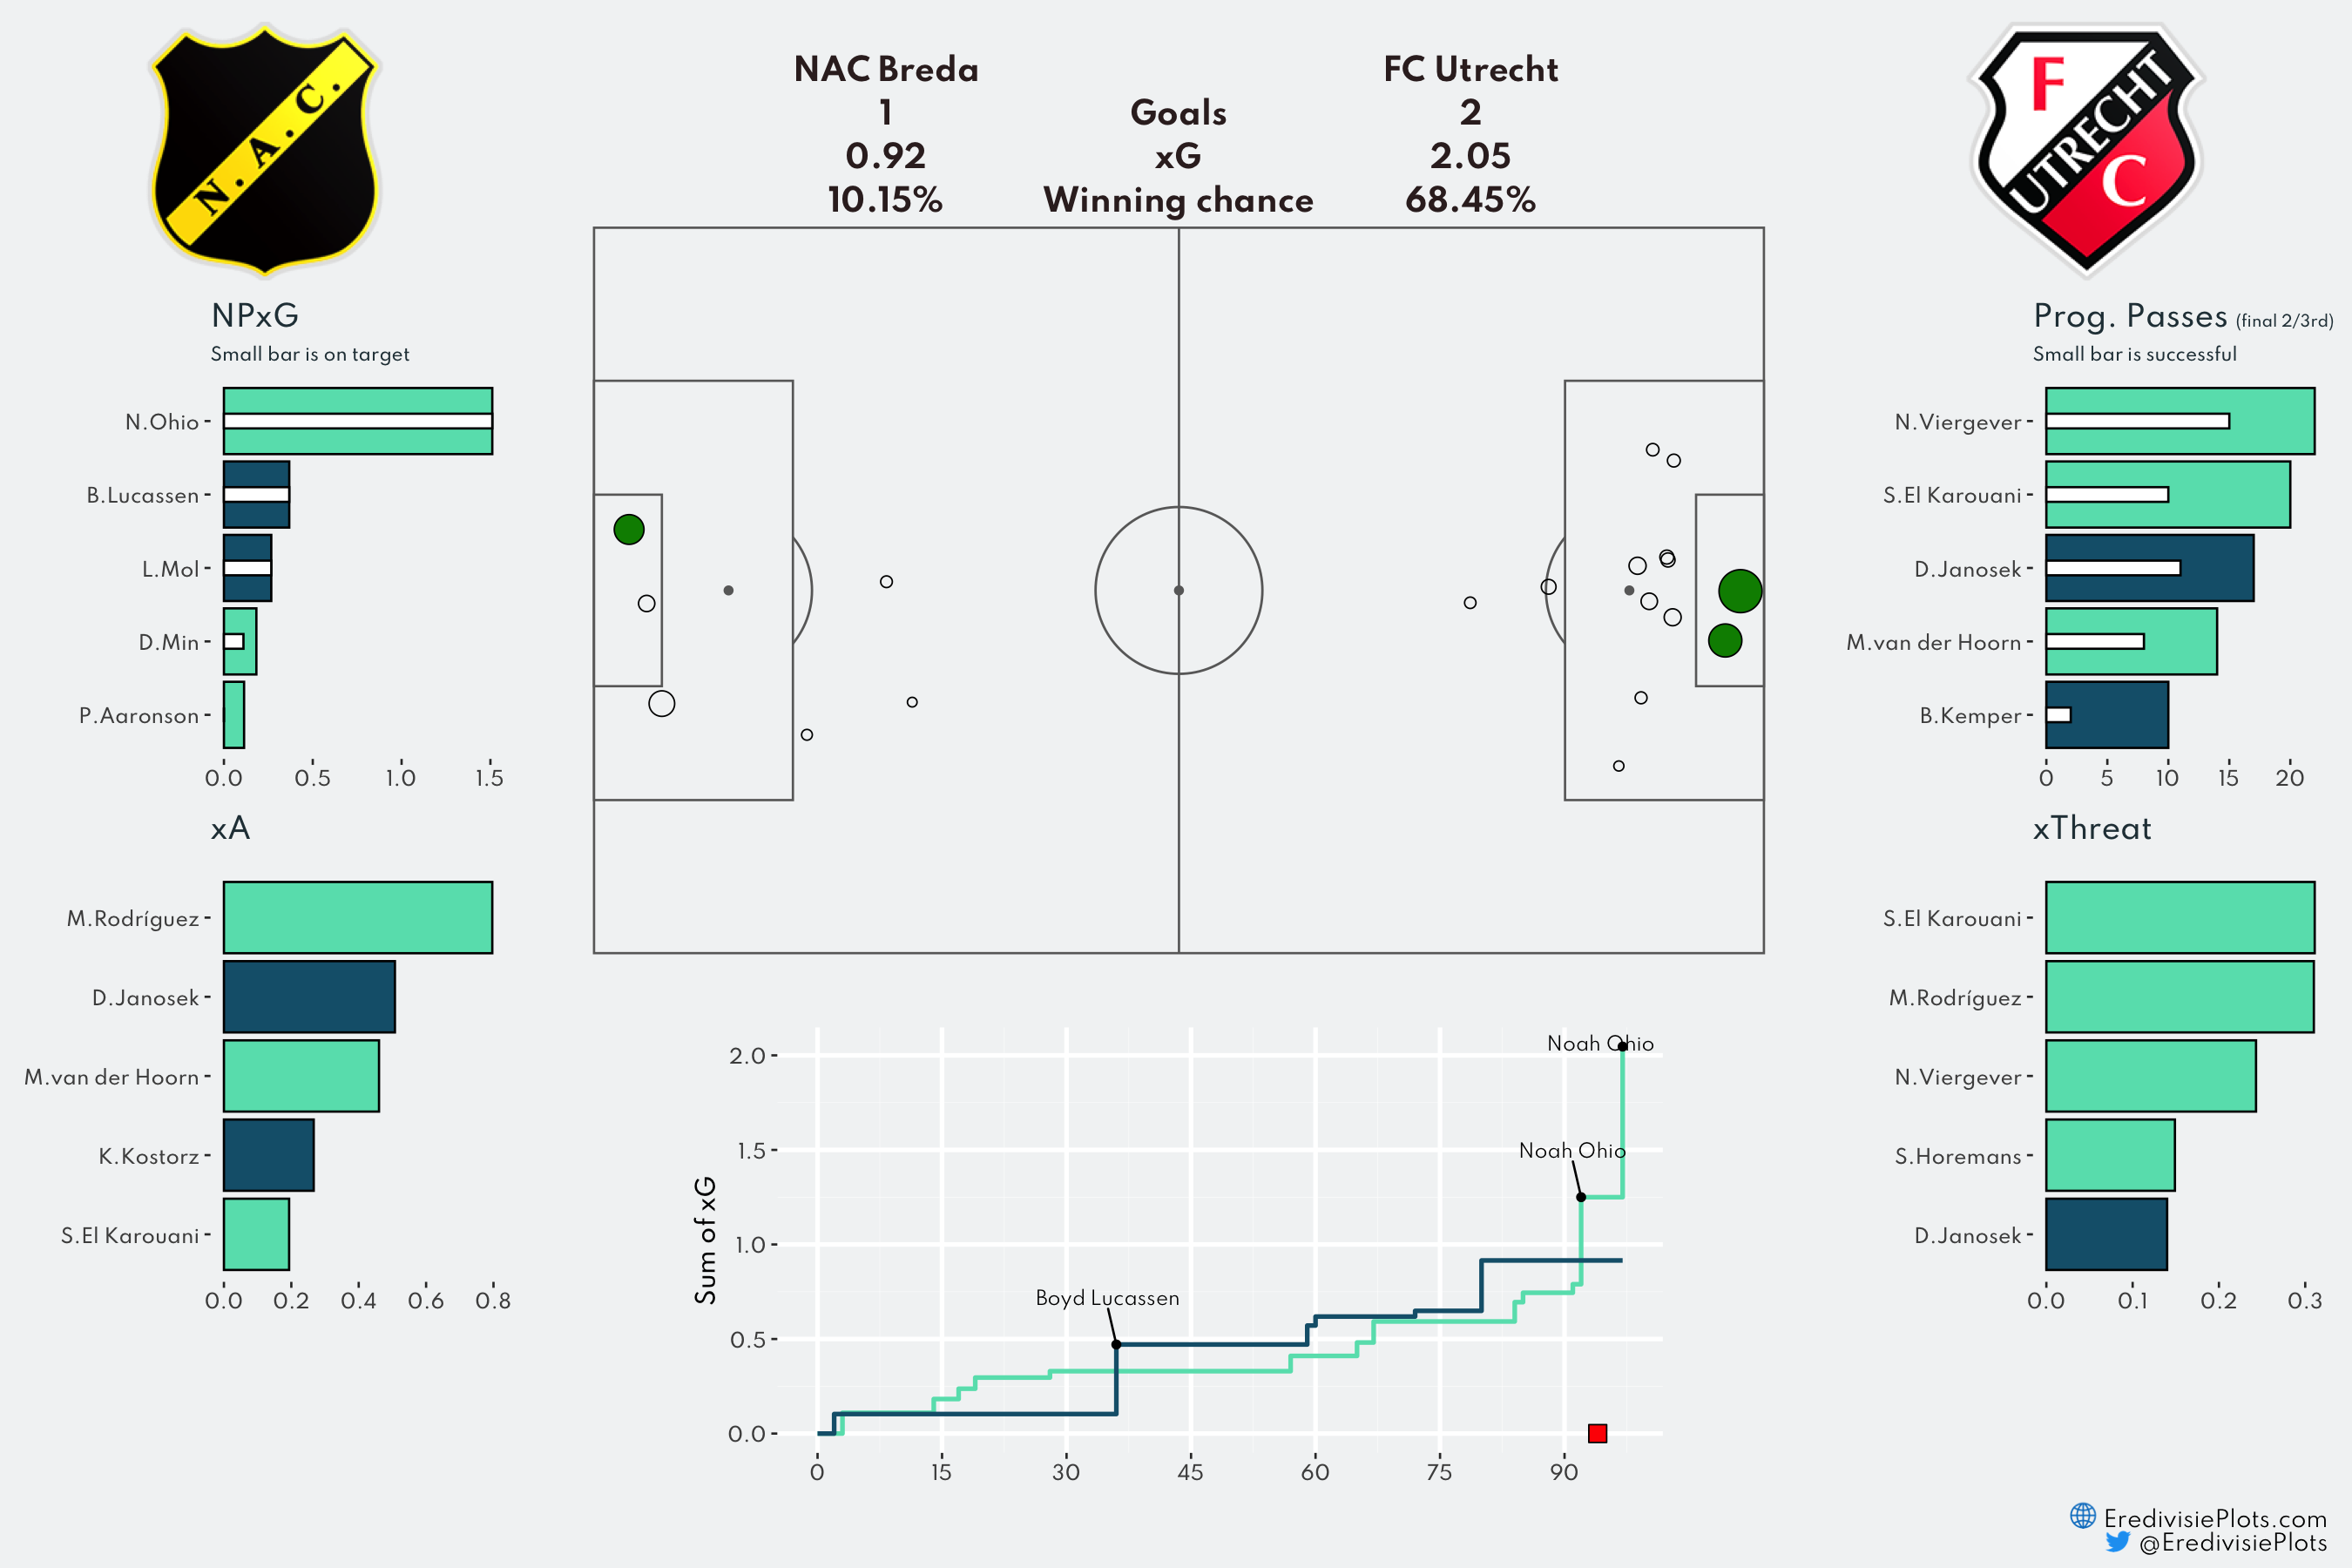 N.A.C.
NAC Breda
FC Utrecht
1
Goals
2
0.92
xG
2.05
10.15%
Winning chance
68.45%
F
UTRECHT
C
NPxG
Small bar is on target
N.Ohio
B.Lucassen
L.Mol
D.Min
P.Aaronson
0.0 0.5 1.0 1.5
xA
M.Rodríguez
D.Janosek
M.van der Hoorn
K.Kostorz
S.El Karouani
0.0 0.2 0.4 0.6 0.8
Sum of xG
2.0
1.5
1.0
0.5
0.0
Noah Ohio
Noah Ohio
Boyd Lucassen
0 15 30 45 60 75 90
Prog. Passes (final 2/3rd)
Small bar is successful
N.Viergever
S.El Karouani
D.Janosek
M.van der Hoorn
B.Kemper
0 5 10 15 20
xThreat
S.El Karouani
M.Rodríguez
N.Viergever
S.Horemans
D.Janosek
0.0 0.1 0.2 0.3
EredivisiePlots.com
@EredivisiePlots